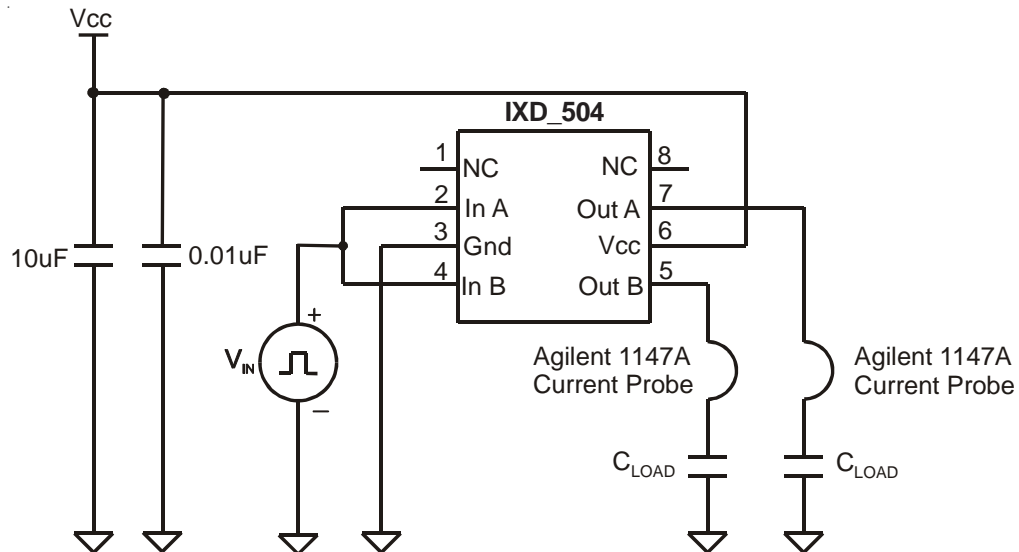 Vcc
IXD_504
1
NC
NC
8
2
In A
Out A
7
3
Gnd
Vcc
6
4
In B
Out B
5
10uF
0.01uF
+
VIN
−
Agilent 1147A
Current Probe
Agilent 1147A
Current Probe
CLOAD
CLOAD